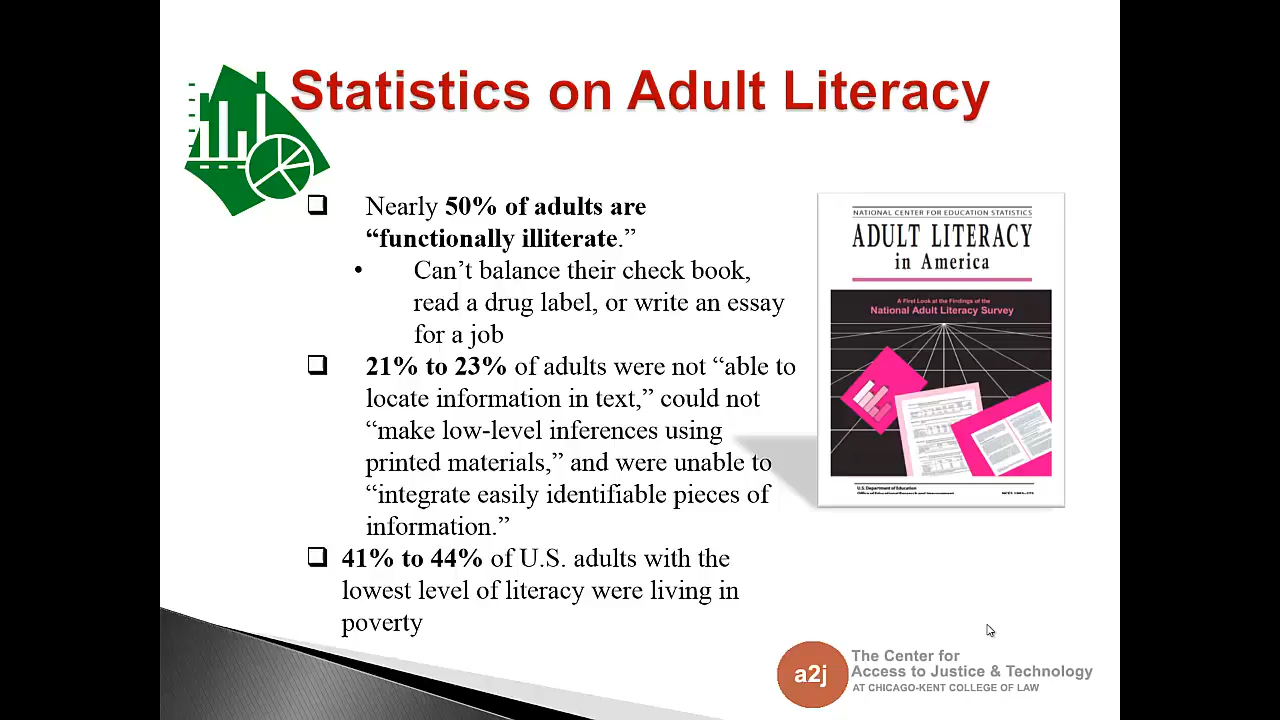 Statistics on Adult Literacy
Nearly 50% of adults are
“functionally illiterate.”
Can’t balance their check book,
read a drug label, or write an essay
for a job
21% to 23% of adults were not “able to
locate information in text,” could not
“make low-level inferences using
printed materials,” and were unable to
“integrate easily identifiable pieces of
information.”
41% to 44% of U.S. adults with the
lowest level of literacy were living in
poverty
NATIONAL CENTER FOR EDUCATION STATISTICS
ADULT LITERACY
in America
A First Look at the Findings of the
National Adult Literacy Survey
U.S. Department of Education
a2j
The Center for
Access to Justice & Technology
AT CHICAGO-KENT COLLEGE OF LAW